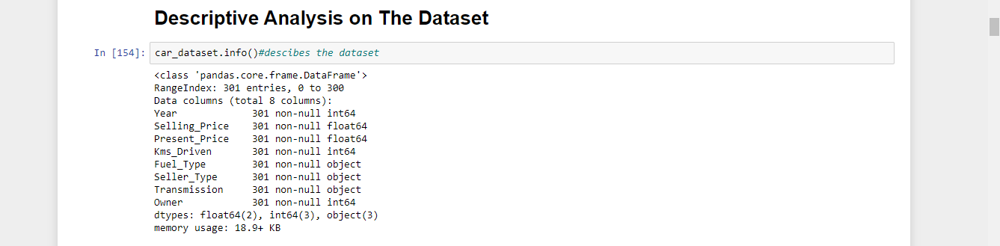 Descriptive Analysis on The Dataset
In [154]: car_dataset.info()#descibes the dataset
<class 'pandas.core.frame.DataFrame'>
RangeIndex: 301 entries, 0 to 300
Data columns (total 8 columns):
Year             301 non-null int64
Selling_Price    301 non-null float64
Present_Price    301 non-null float64
Kms_Driven       301 non-null int64
Fuel_Type        301 non-null object
Seller_Type      301 non-null object
Transmission     301 non-null object
Owner            301 non-null int64
dtypes: float64(2), int64(3), object(3)
memory usage: 18.9+ KB